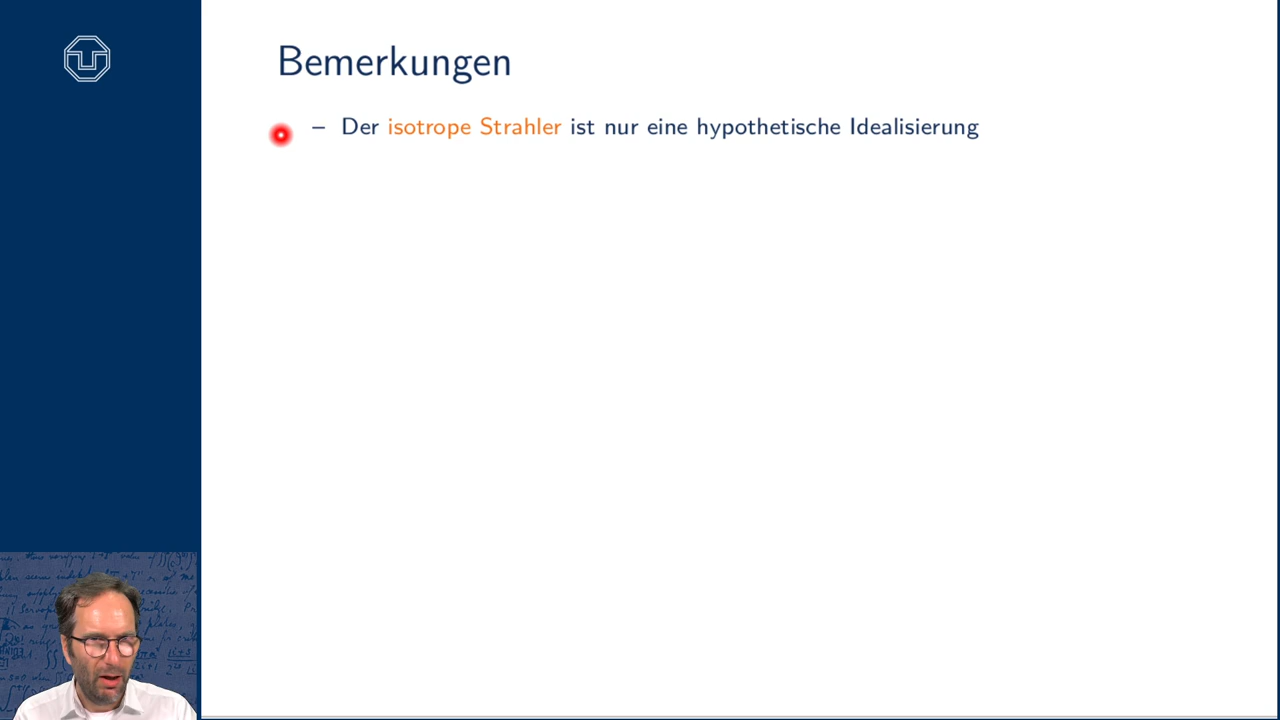 Bemerkungen
– Der isotrope Strahler ist nur eine hypothetische Idealisierung